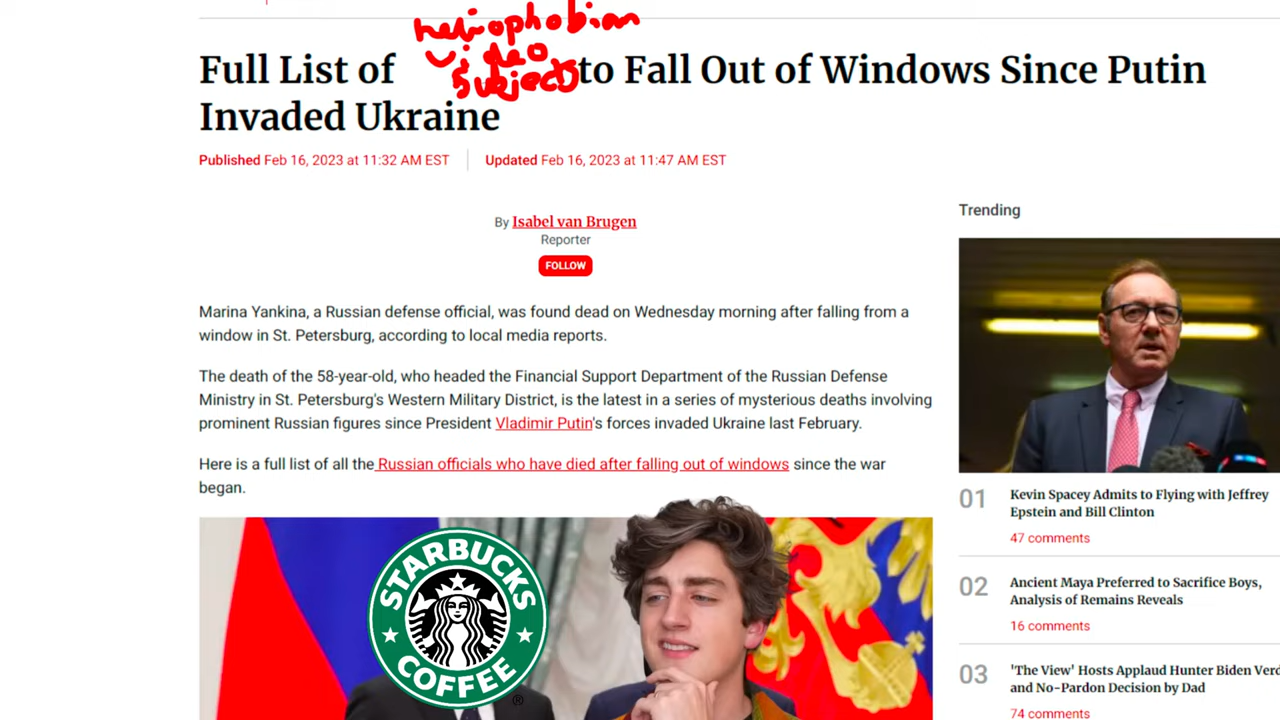 heliophobian
video
subjects
Full List of to Fall Out of Windows Since Putin
Invaded Ukraine
Published Feb 16, 2023 at 11:32 AM EST
Updated Feb 16, 2023 at 11:47 AM EST
By Isabel van Brugen
Reporter
FOLLOW
Marina Yankina, a Russian defense official, was found dead on Wednesday morning after falling from a
window in St. Petersburg, according to local media reports.
The death of the 58-year-old, who headed the Financial Support Department of the Russian Defense
Ministry in St. Petersburg's Western Military District, is the latest in a series of mysterious deaths involving
prominent Russian figures since President Vladimir Putin's forces invaded Ukraine last February.
Here is a full list of all the Russian officials who have died after falling out of windows since the war
began.
STARBUCKS
COFFEE
®
Trending
01 Kevin Spacey Admits to Flying with Jeffrey
Epstein and Bill Clinton
47 comments
02 Ancient Maya Preferred to Sacrifice Boys,
Analysis of Remains Reveals
16 comments
03 'The View' Hosts Applaud Hunter Biden Verd
and No-Pardon Decision by Dad
74 comments